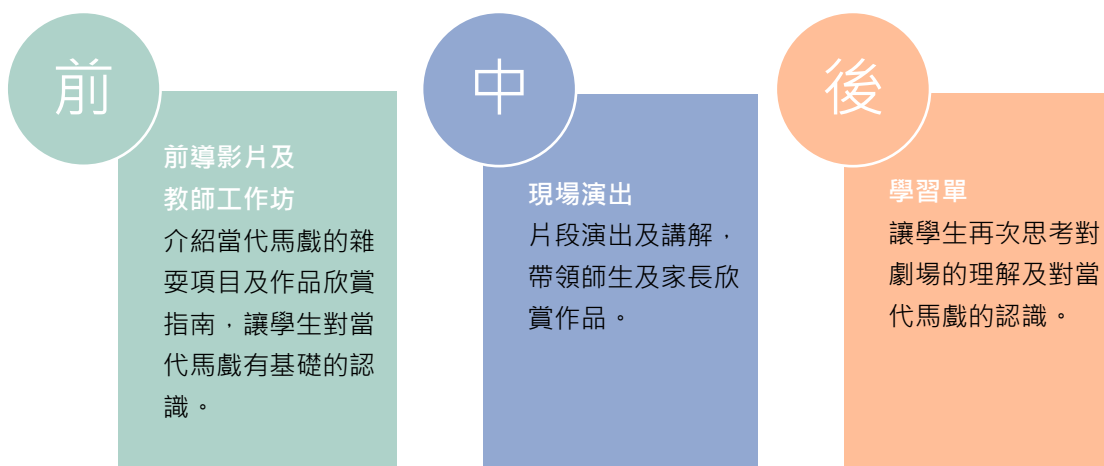 前
前導影片及
教師工作坊
介紹當代馬戲的雜
耍項目及作品欣賞
指南，讓學生對當
代馬戲有基礎的認
識。
中
現場演出
片段演出及講解，
帶領師生及家長欣
賞作品。
後
學習單
讓學生再次思考對
劇場的理解及對當
代馬戲的認識。